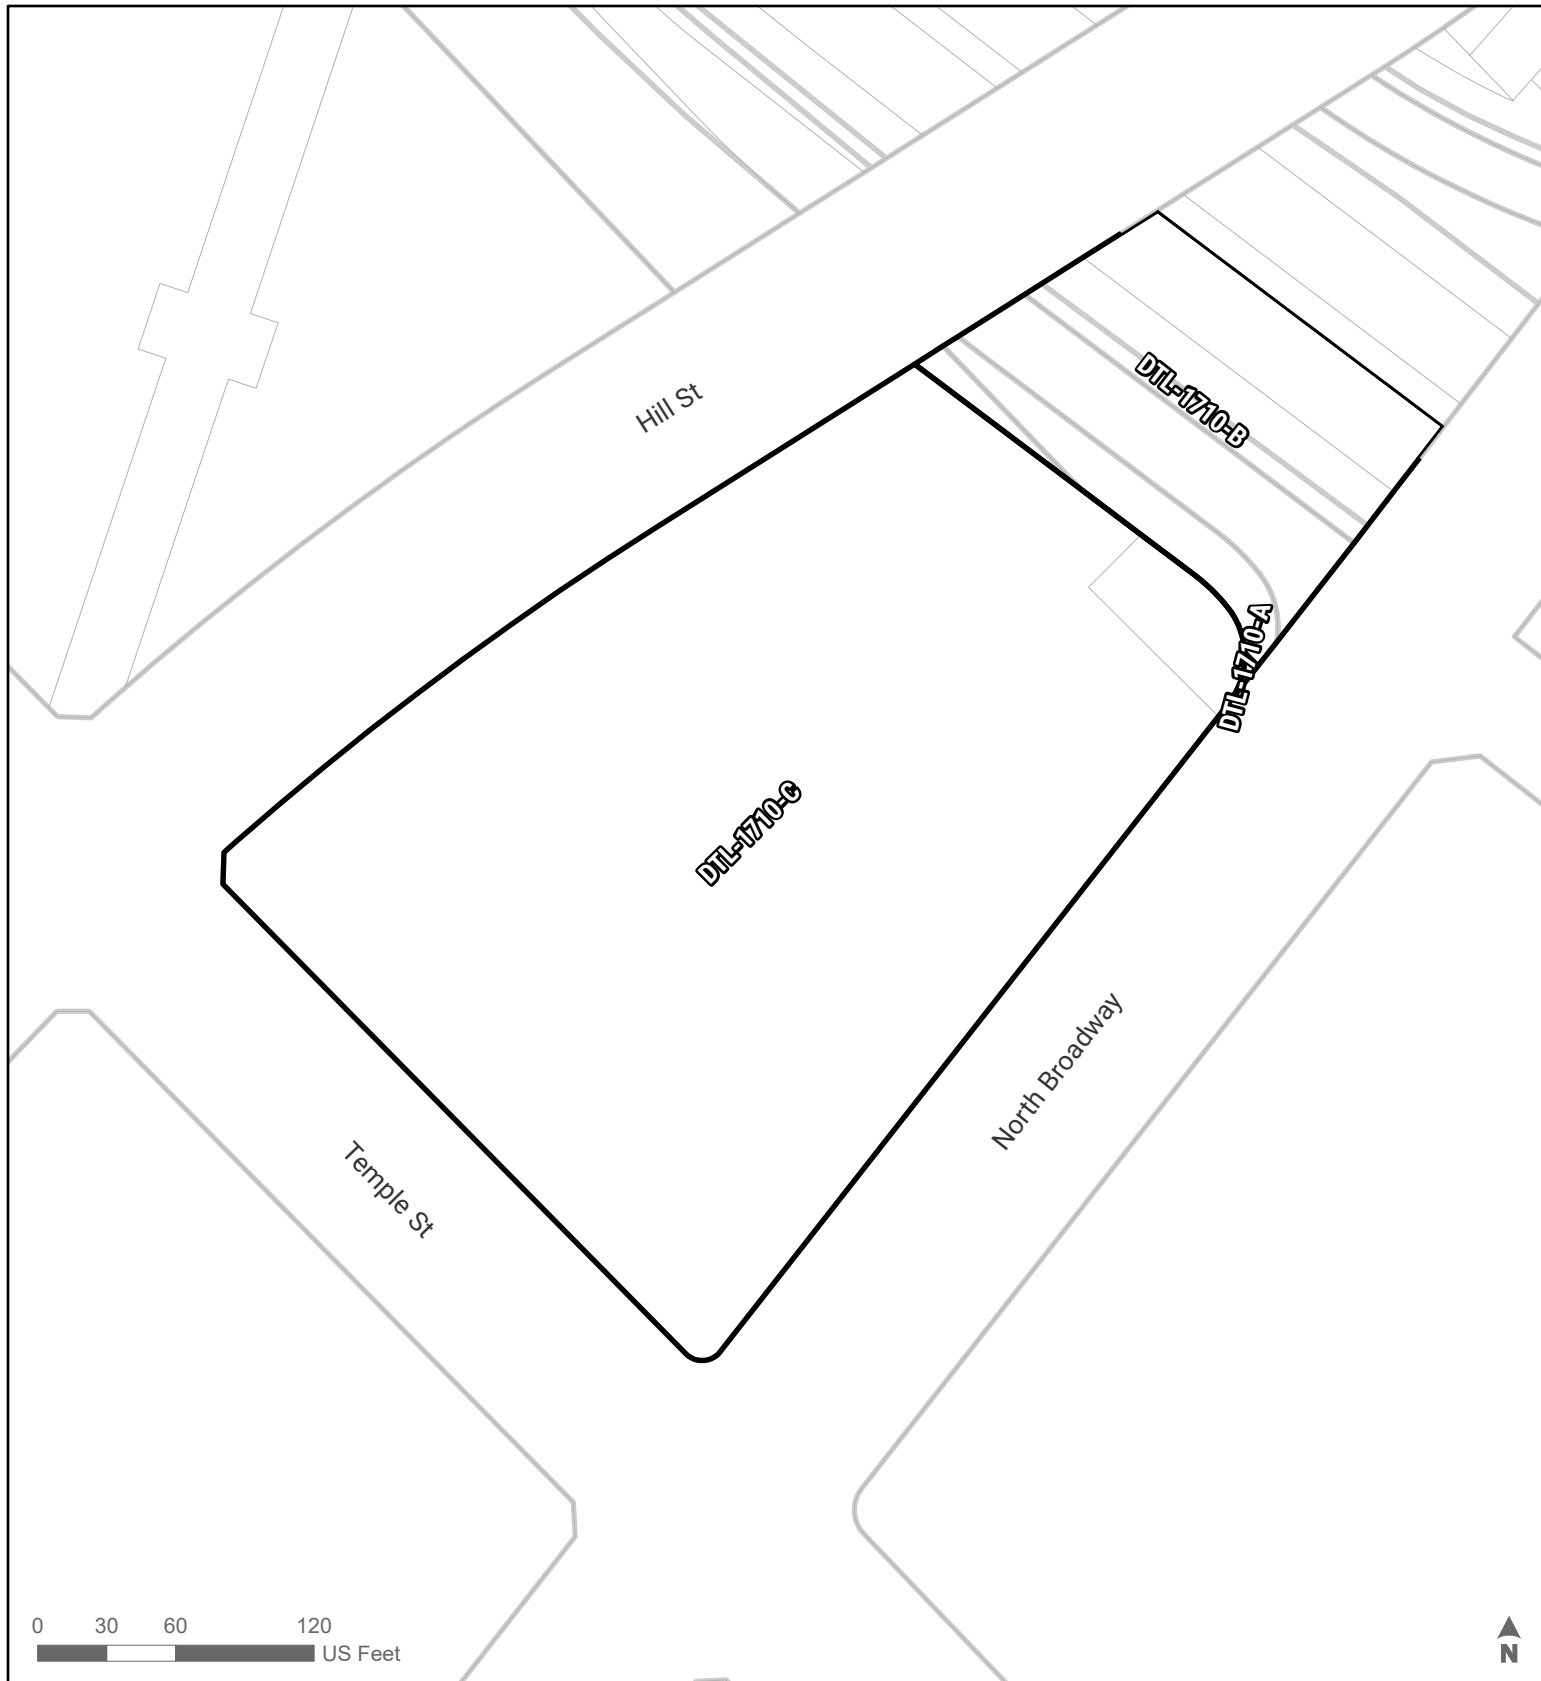 DTL-1710-B
Hill St
DTL-1710-A
DTL-1710-C
North Broadway
Temple St
0 30 60 120
US Feet
N